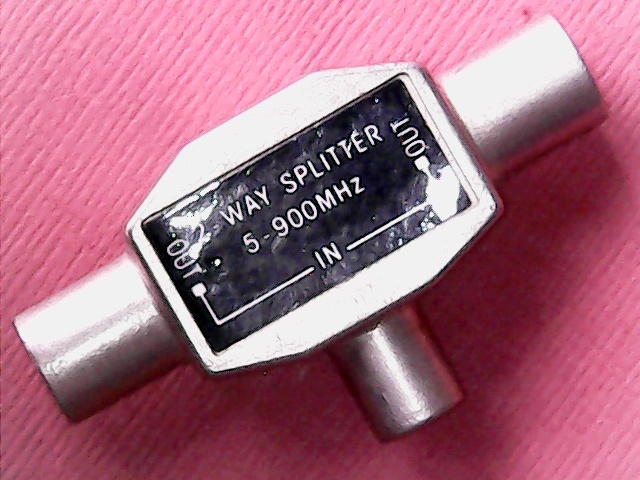 WAY SPLITTER
5-900MHz
OUT
OUT
IN